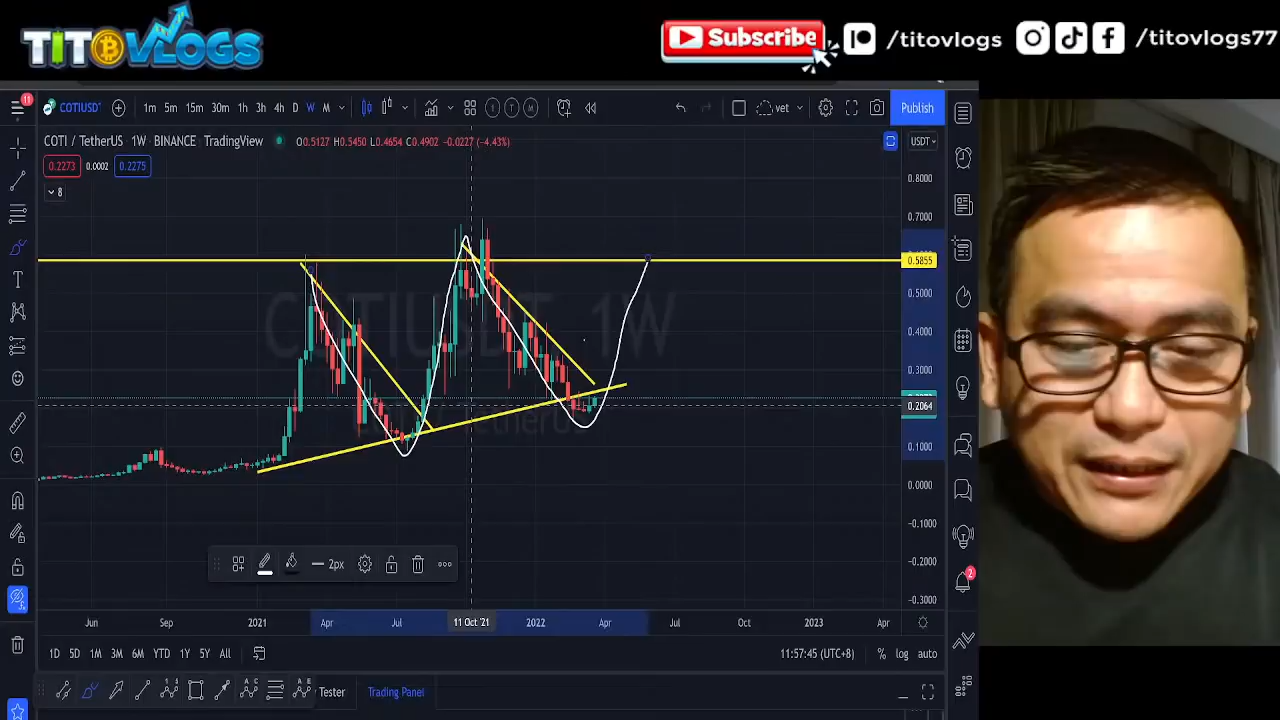 TITOVLOGS
Subscribe
/titovlogs
/titovlogs77
11
COTIUSD
1m 5m 15m 30m 1h 3h 4h D W M
vet
Publish
COTI / TetherUS · 1W · BINANCE · TradingView
O0.5127 H0.5450 L0.4654 C0.4902 -0.0227 (-4.43%)
USDT
0.2273 0.0002 0.2275
8
0.8000
0.7000
0.5855
0.5000
0.4000
0.3000
0.2064
0.1000
0.0000
-0.1000
-0.2000
-0.3000
COTIUSDT, 1W
2px
2
Jun Sep 2021 Apr Jul 11 Oct '21 2022 Apr Jul Oct 2023 Apr
1D 5D 1M 3M 6M YTD 1Y 5Y All
11:57:45 (UTC+8)
% log auto
Tester
Trading Panel